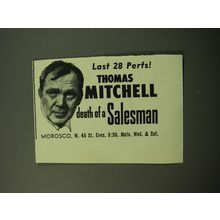 Last 28 Perfs!
THOMAS
MITCHELL
death of a Salesman
MOROSCO, W. 45 St. Eves. 8:30. Mats. Wed. & Sat.